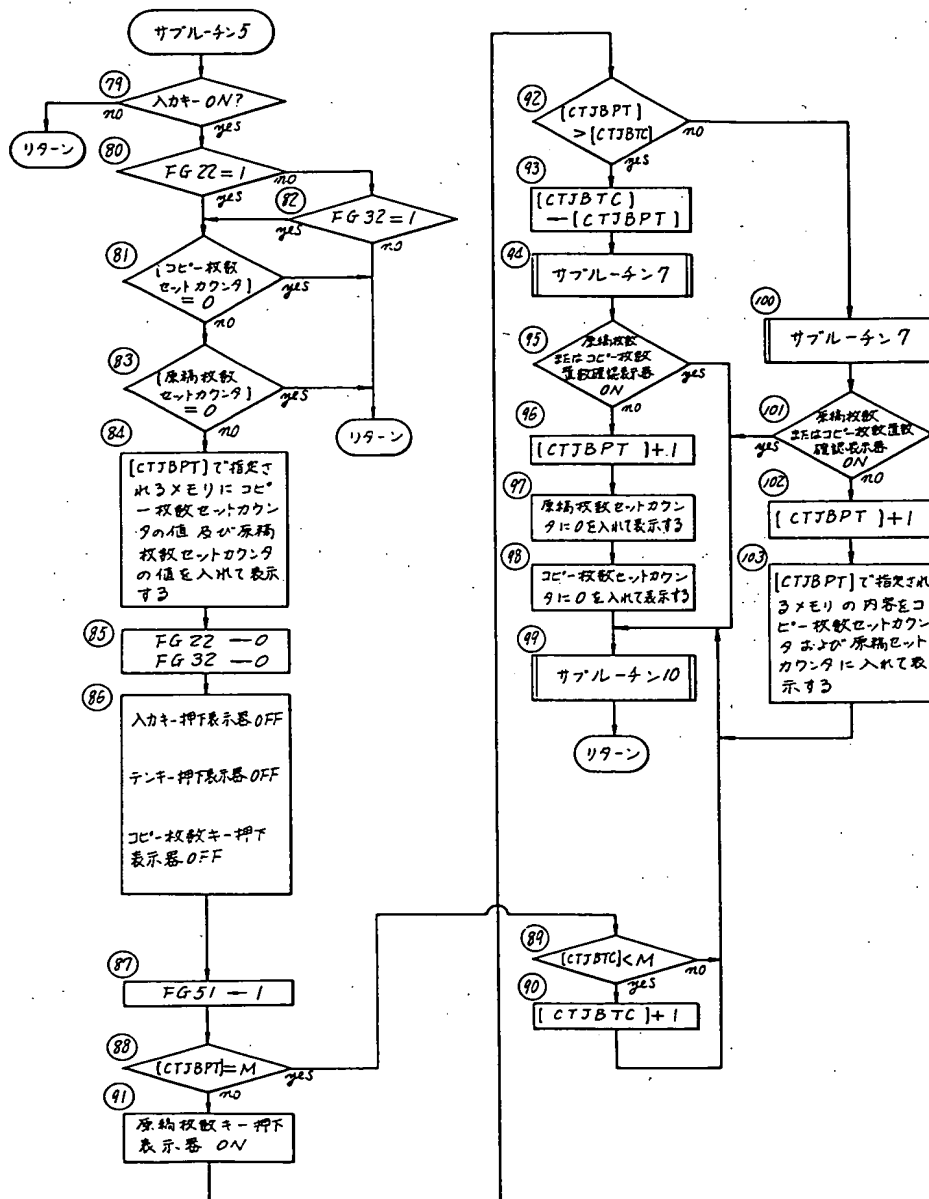 サブルーチン5
79
入力キーON?
no
yes
リターン
80
FG22=1
no
yes
82
FG32=1
yes
no
81
[コピー枚数
セットカウンタ]
=0
yes
no
83
[原稿枚数
セットカウンタ]
=0
yes
no
リターン
84
[CTJBPT]で指定さ
れるメモリにコピ
ー枚数セットカウン
タの値及び原稿
枚数セットカウンタ
の値を入れて表示
する
85
FG22←0
FG32←0
86
入力キー押下表示器OFF
テンキー押下表示器OFF
コピー枚数キー押下
表示器OFF
87
FG51←1
88
[CTJBPT]=M
yes
no
91
原稿枚数キー押下
表示器 ON
92
[CTJBPT]
>[CTJBTC]
no
yes
93
[CTJBTC]
←[CTJBPT]
94
サブルーチン7
95
原稿枚数
またはコピー枚数
置数確認表示器
ON
yes
no
96
[CTJBPT]+1
97
原稿枚数セットカウン
タに0を入れて表示する
98
コピー枚数セットカウン
タに0を入れて表示する
99
サブルーチン10
リターン
89
[CTJBTC]<M
no
yes
90
[CTJBTC]+1
100
サブルーチン7
101
原稿枚数
またはコピー枚数置数
確認表示器
ON
yes
no
102
[CTJBPT]+1
103
[CTJBPT]で指定され
るメモリの内容をコ
ピー枚数セットカウン
タおよび原稿セット
カウンタに入れて表
示する